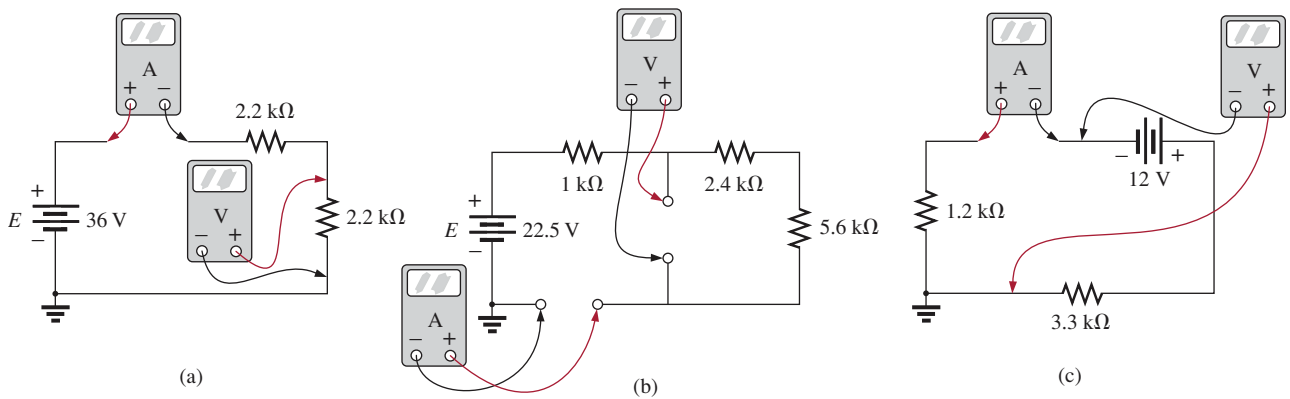 A
+ −
2.2 kΩ
V
− +
2.2 kΩ
+
E 36 V
−
(a)
V
− +
1 kΩ
2.4 kΩ
+
E 22.5 V
−
5.6 kΩ
A
− +
(b)
A
+ −
V
− +
− +
12 V
1.2 kΩ
3.3 kΩ
(c)